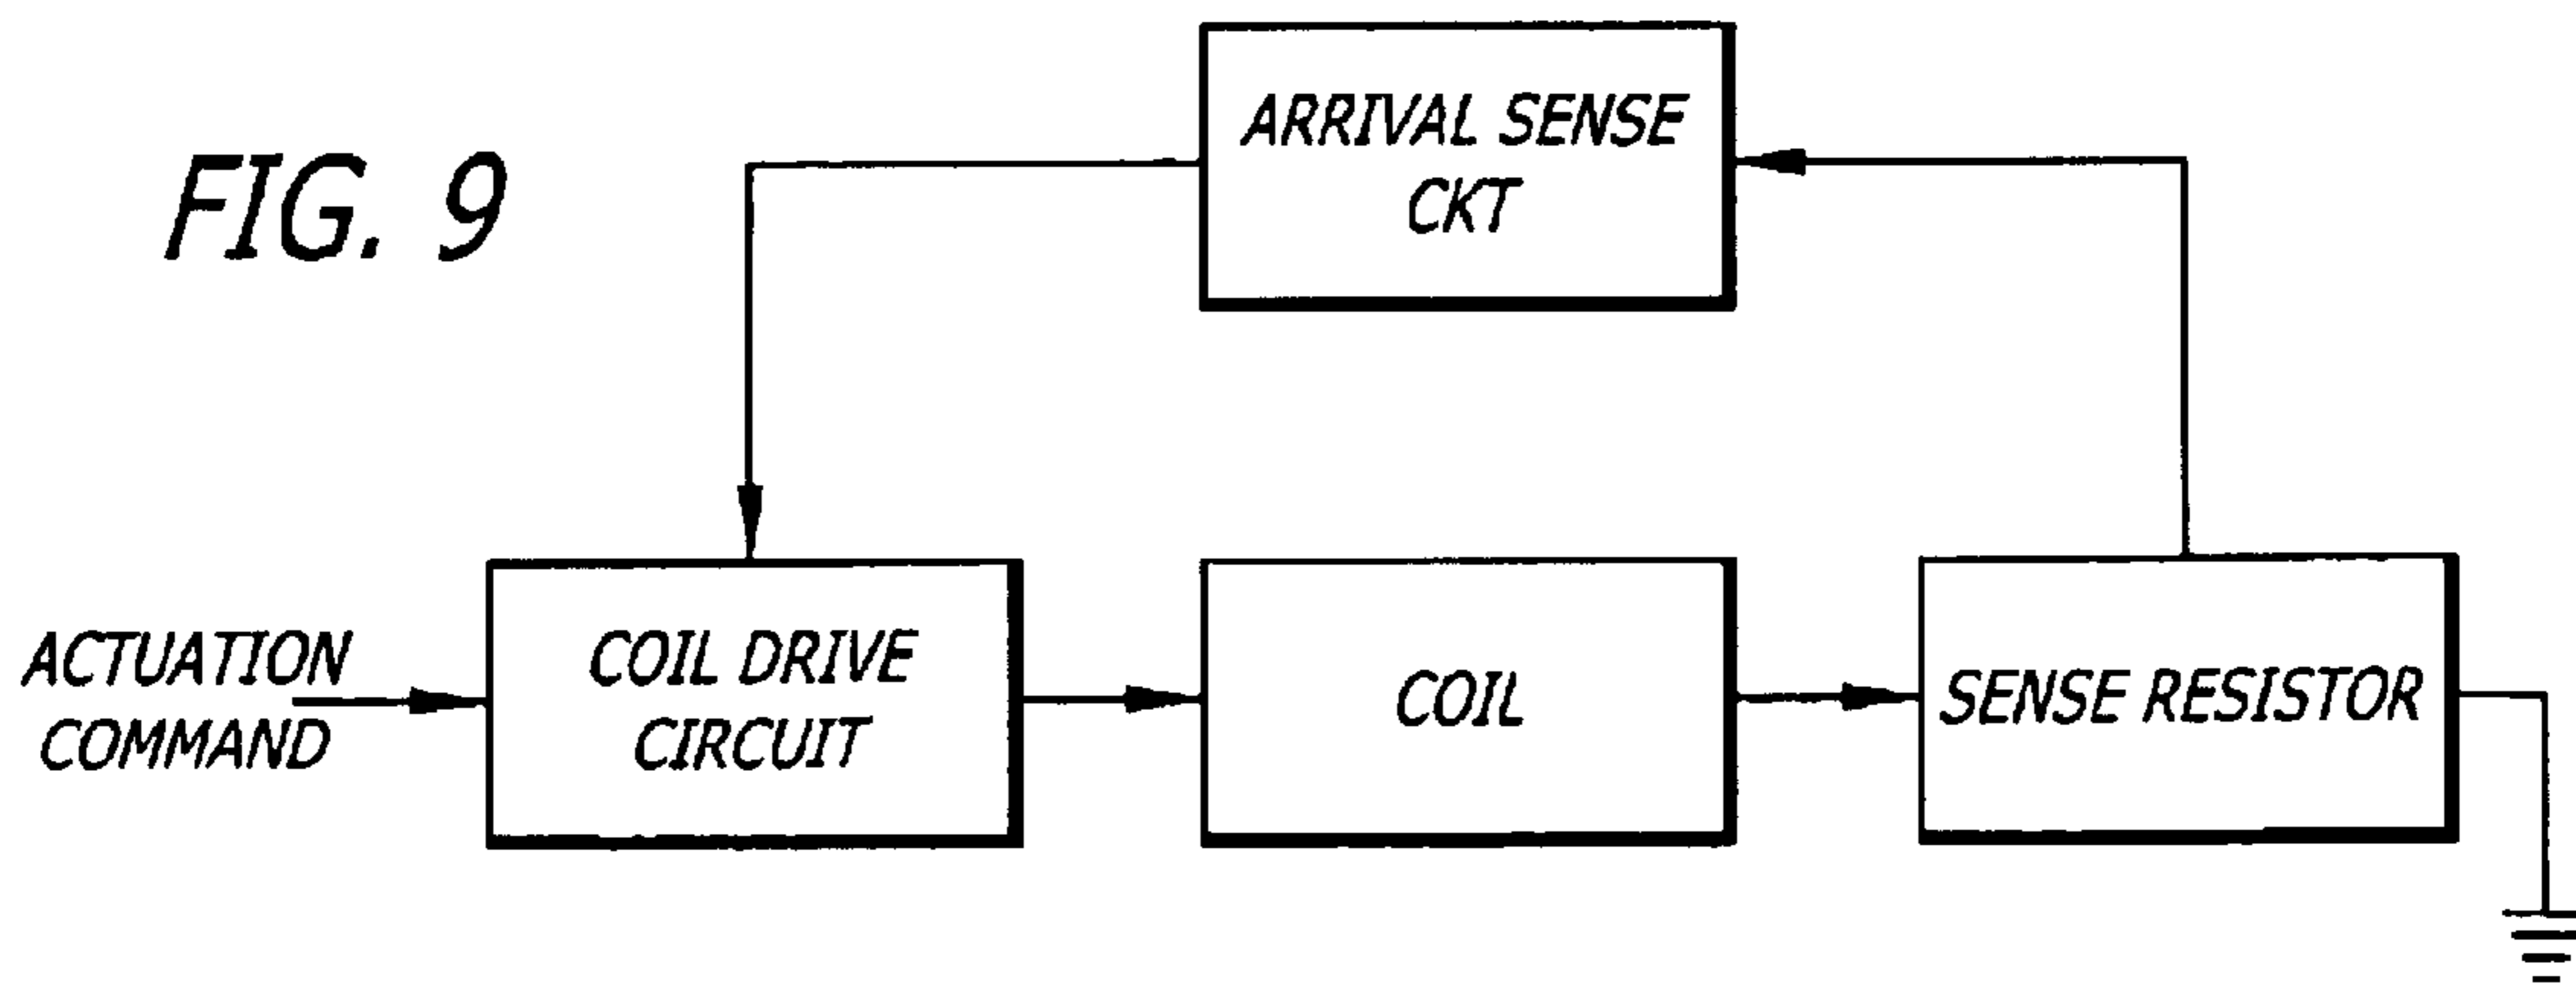 FIG. 9
ARRIVAL SENSE
CKT
ACTUATION
COMMAND
COIL DRIVE
CIRCUIT
COIL
SENSE RESISTOR